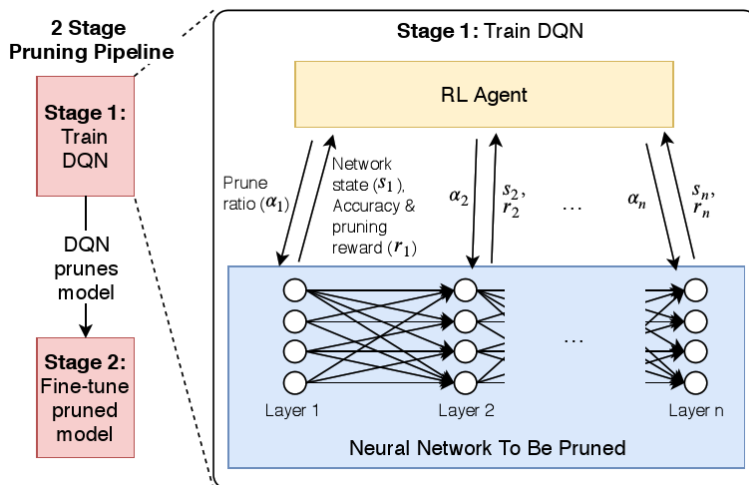 2 Stage
Pruning Pipeline
Stage 1:
Train
DQN
DQN
prunes
model
Stage 2:
Fine-tune
pruned
model
Stage 1: Train DQN
RL Agent
Prune
ratio (α₁)
Network
state (s₁),
Accuracy &
pruning
reward (r₁)
α₂
s₂,
r₂
...
αₙ
sₙ,
rₙ
...
Layer 1
Layer 2
Layer n
Neural Network To Be Pruned